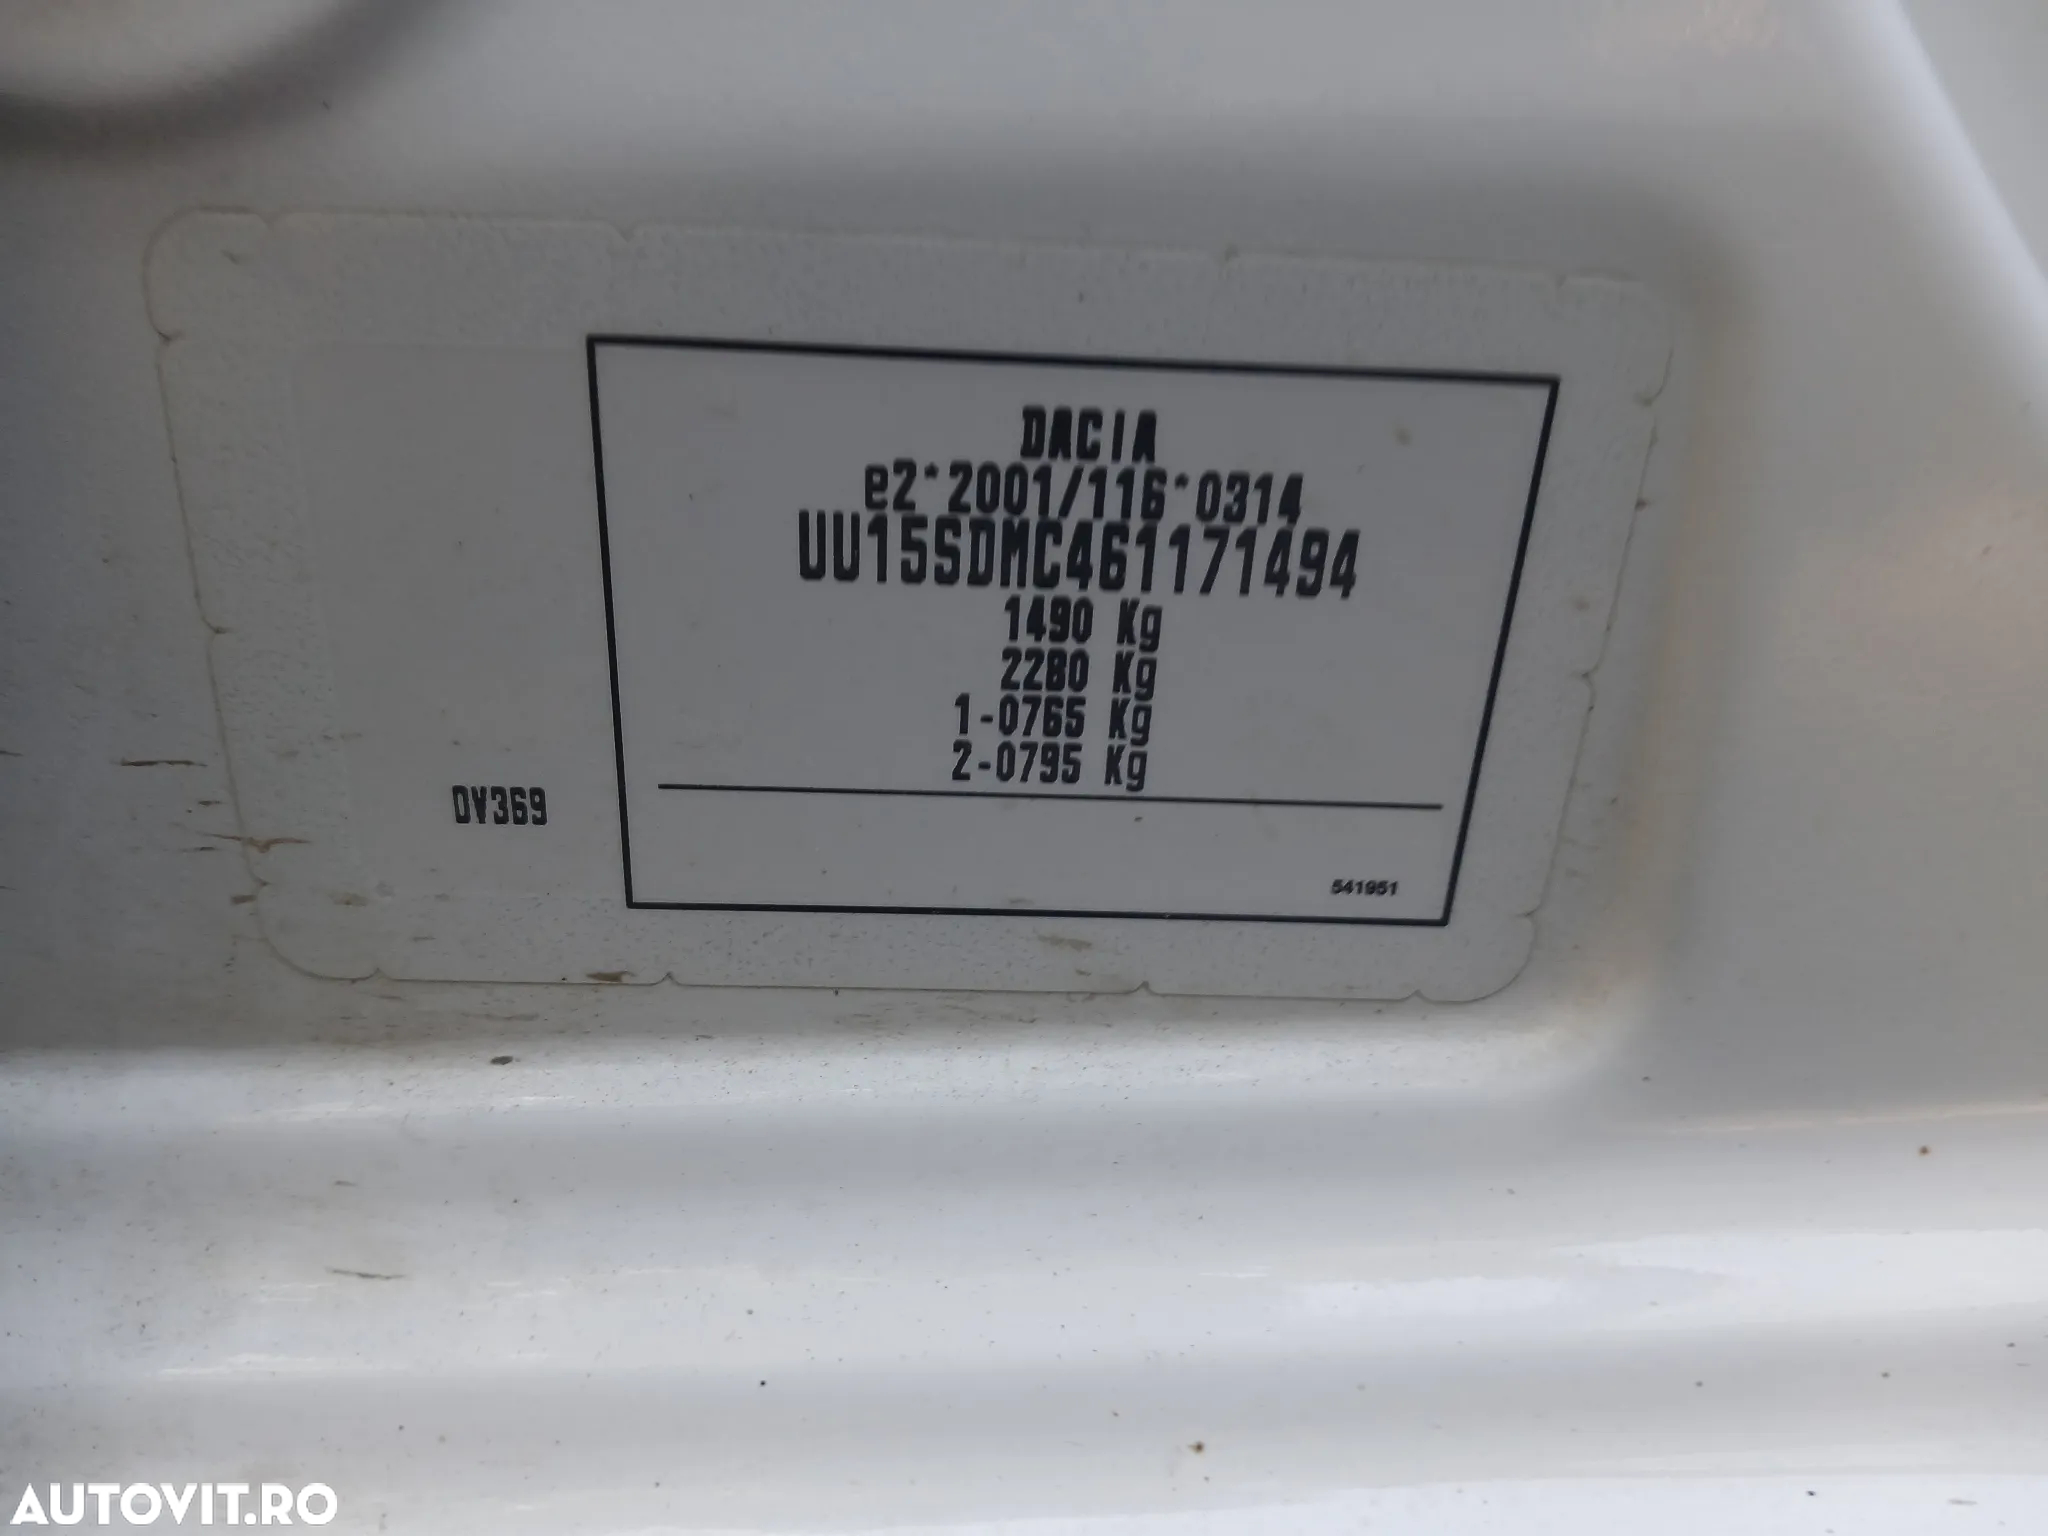 DACIA
e2*2001/116*0314
UU15SDMC461171494
1490 Kg
2280 Kg
1-0765 Kg
2-0795 Kg
DV369
541951
AUTOVIT.RO